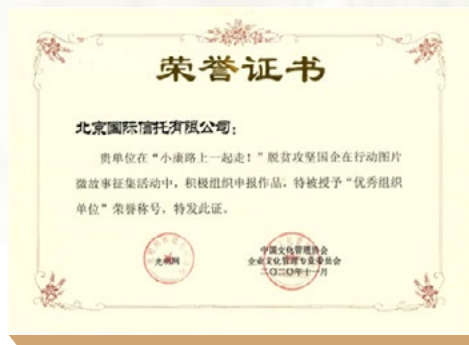 荣誉证书
北京国际信托有限公司：
贵单位在“小康路上一起走！”脱贫攻坚国企在行动图片
微故事征集活动中，积极组织申报作品，特被授予“优秀组织
单位”荣誉称号，特发此证。
光明网
中国文化管理协会
企业文化管理专业委员会
二〇二〇年十一月